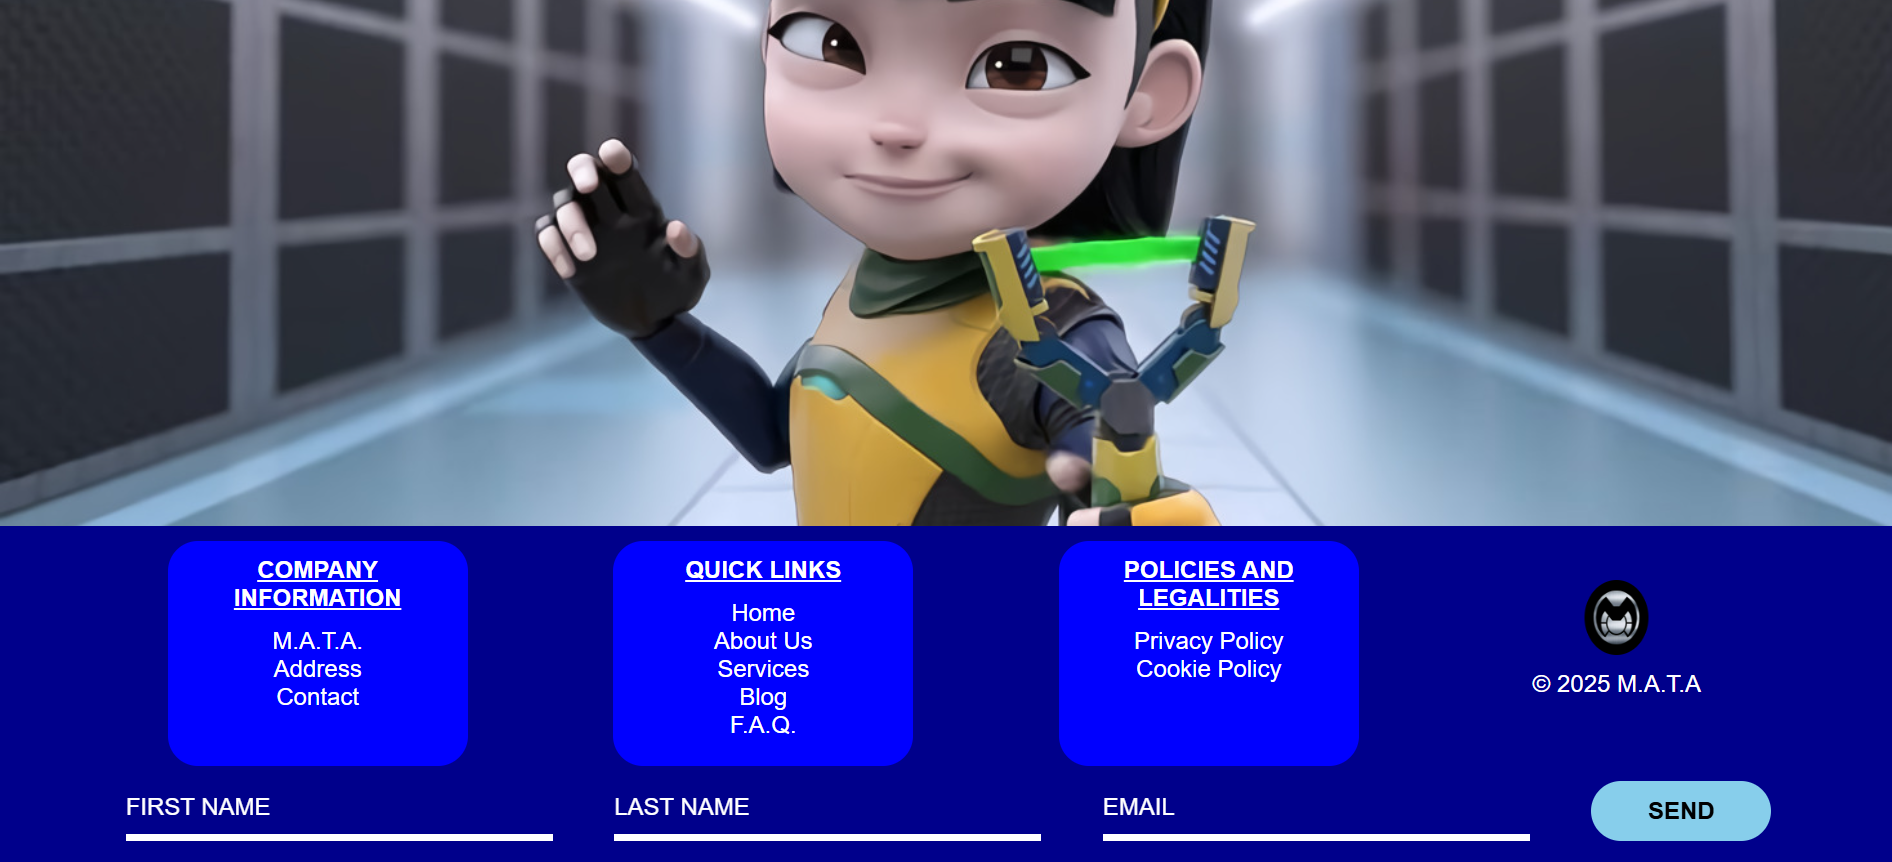 COMPANY
INFORMATION
M.A.T.A.
Address
Contact
QUICK LINKS
Home
About Us
Services
Blog
F.A.Q.
POLICIES AND
LEGALITIES
Privacy Policy
Cookie Policy
© 2025 M.A.T.A
FIRST NAME
LAST NAME
EMAIL
SEND